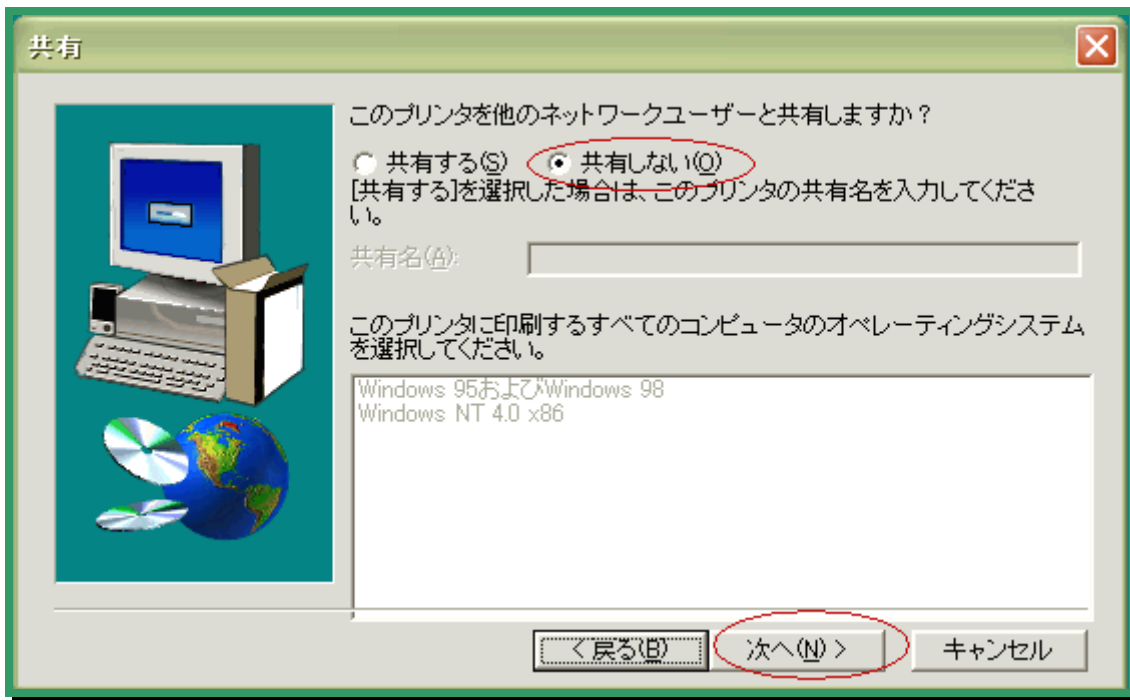 共有
このプリンタを他のネットワークユーザーと共有しますか？
共有する(S) 共有しない(O)
[共有する]を選択した場合は、このプリンタの共有名を入力してくださ
い。
共有名(A):
このプリンタに印刷するすべてのコンピュータのオペレーティングシステム
を選択してください。
Windows 95およびWindows 98
Windows NT 4.0 x86
< 戻る(B) 次へ(N) > キャンセル